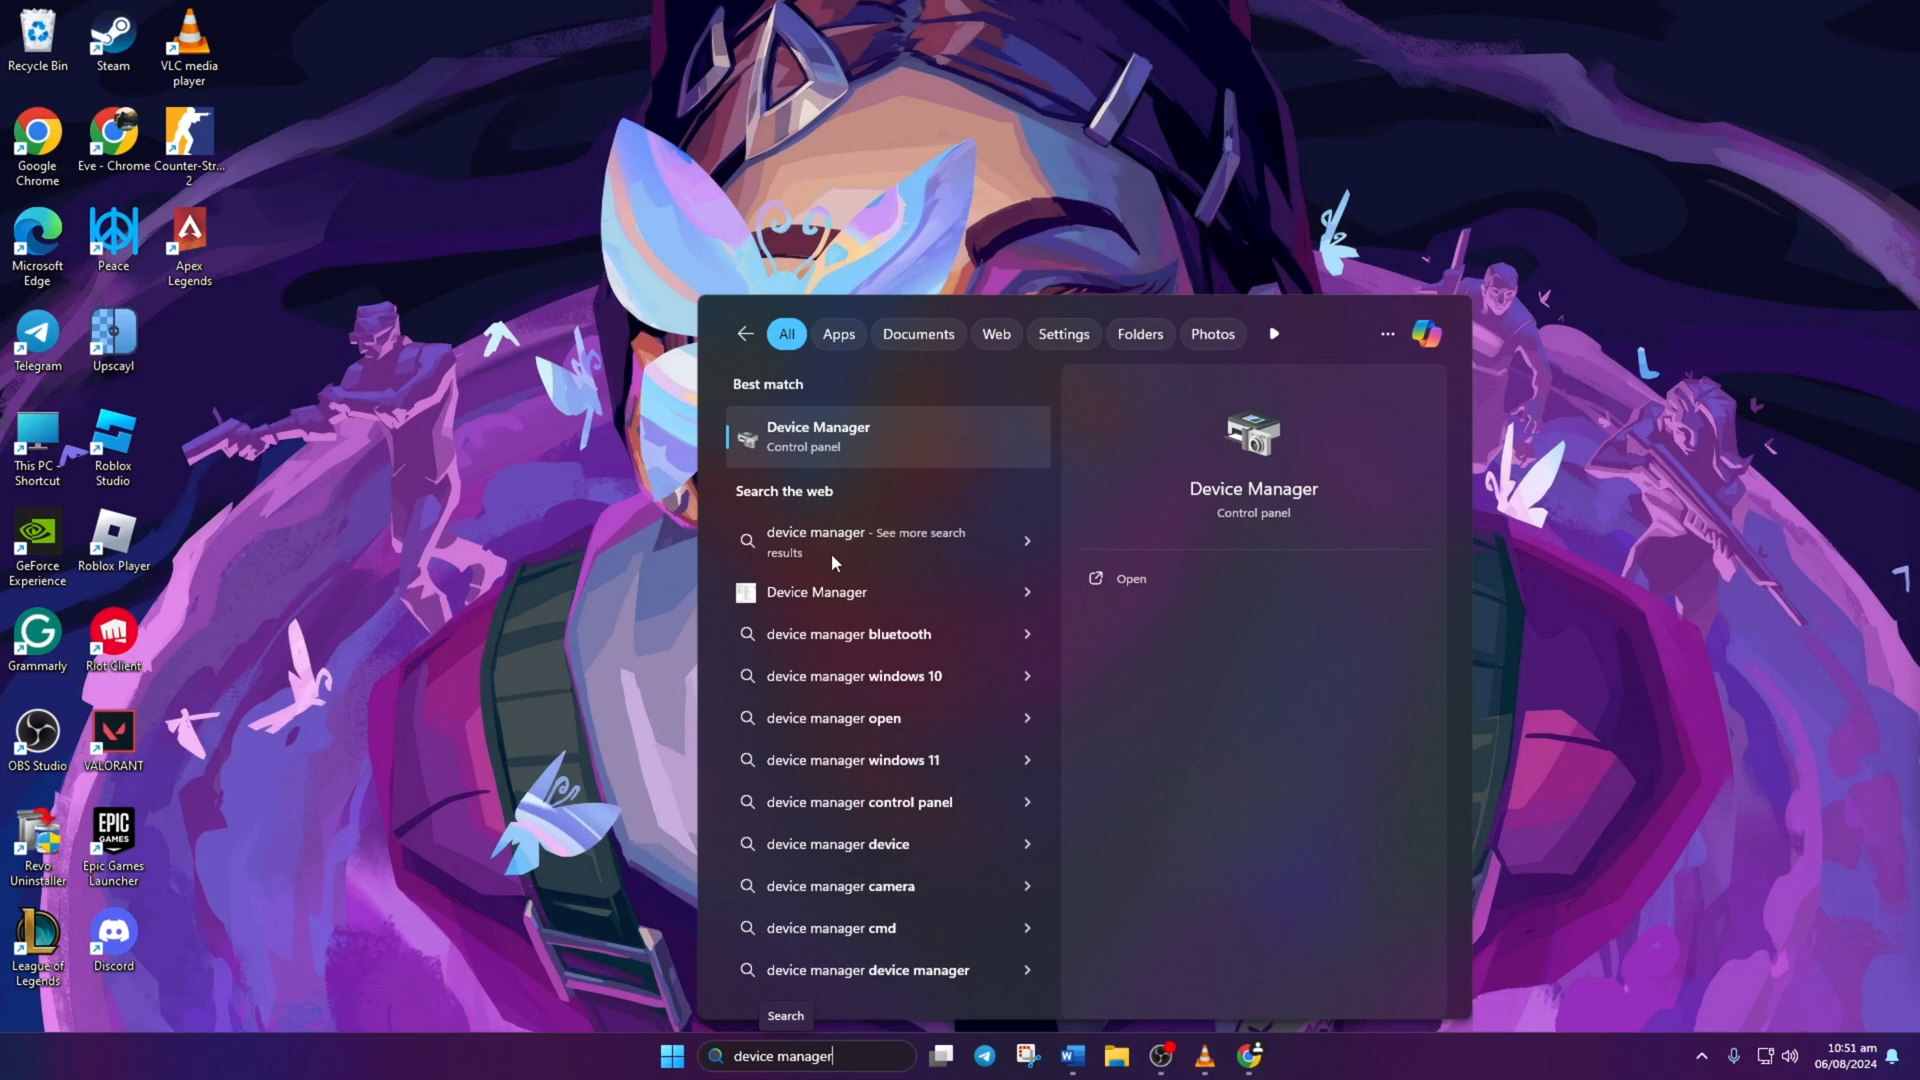 Recycle Bin
Steam
VLC media
player
Google
Chrome
Eve - Chrome
Counter-Str...
2
Microsoft
Edge
Peace
Apex
Legends
Telegram
Upscayl
This PC -
Shortcut
Roblox
Studio
GeForce
Experience
Roblox Player
Grammarly
Riot Client
OBS Studio
VALORANT
Revo
Uninstaller
EPIC
GAMES
Epic Games
Launcher
League of
Legends
Discord
All
Apps
Documents
Web
Settings
Folders
Photos
Best match
Device Manager
Control panel
Search the web
device manager - See more search
results
Device Manager
device manager bluetooth
device manager windows 10
device manager open
device manager windows 11
device manager control panel
device manager device
device manager camera
device manager cmd
device manager device manager
Device Manager
Control panel
Open
Search
device manager
10:51 am
06/08/2024